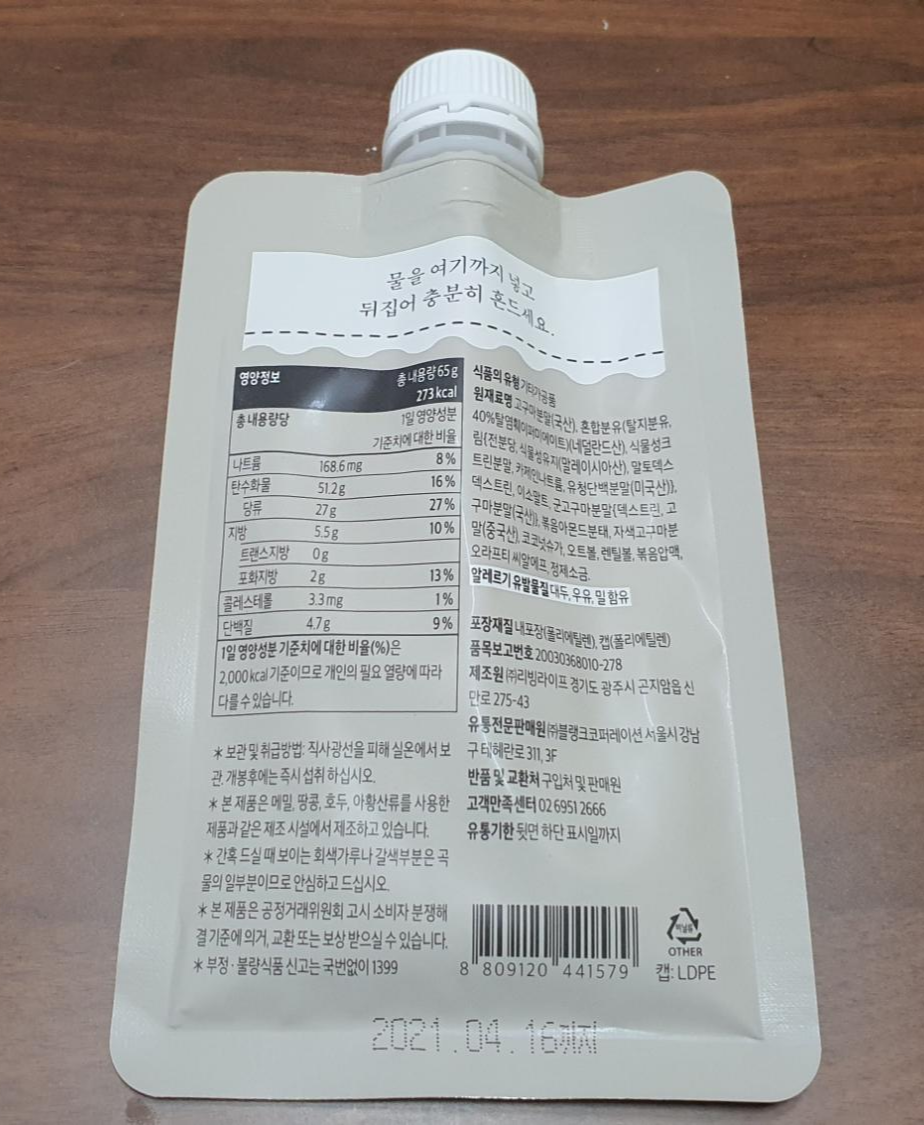 물을 여기까지 넣고
뒤집어 충분히 흔드세요.
영양정보
총 내용량 65 g
273 kcal
총 내용량당
1일 영양성분
기준치에 대한 비율
나트륨 168.6 mg 8 %
탄수화물 51.2 g 16 %
당류 27 g 27 %
지방 5.5 g 10 %
트랜스지방 0 g
포화지방 2 g 13 %
콜레스테롤 3.3 mg 1 %
단백질 4.7 g 9 %
1일 영양성분 기준치에 대한 비율(%)은
2,000 kcal 기준이므로 개인의 필요 열량에 따라
다를 수 있습니다.
* 보관 및 취급방법: 직사광선을 피해 실온에서 보
관, 개봉후에는 즉시 섭취 하십시오.
* 본 제품은 메밀, 땅콩, 호두, 아황산류를 사용한
제품과 같은 제조 시설에서 제조하고 있습니다.
* 간혹 드실 때 보이는 회색가루나 갈색부분은 곡
물의 일부분이므로 안심하고 드십시오.
* 본 제품은 공정거래위원회 고시 소비자 분쟁해
결 기준에 의거, 교환 또는 보상 받으실 수 있습니다.
* 부정·불량식품 신고는 국번없이 1399
식품의 유형 기타가공품
원재료명 고구마분말(국산), 혼합분유(탈지분유,
40%탈염훼이(네덜란드산), 식물성크
림{전분당, 식물성유지(말레이시아산), 말토덱스
트린분말, 카제인나트륨, 유청단백분말(미국산)},
덱스트린, 이소말트, 군고구마분말{덱스트린, 고
구마분말(국산)}, 볶음아몬드분태, 자색고구마분
말(중국산), 코코넛슈가, 오트볼, 렌틸볼, 볶음압맥,
오라프티 씨알에프, 정제소금.
알레르기 유발물질 대두, 우유, 밀 함유
포장재질 내포장(폴리에틸렌), 캡(폴리에틸렌)
품목보고번호 20030368010-278
제조원 ㈜리빙라이프 경기도 광주시 곤지암읍 신
만로 275-43
유통전문판매원 ㈜블랭크코퍼레이션 서울시 강남
구 테헤란로 311, 3F
반품 및 교환처 구입처 및 판매원
고객만족센터 02 6951 2666
유통기한 뒷면 하단 표시일까지
8 809120 441579
비닐류
OTHER
캡: LDPE
2021.04.16까지